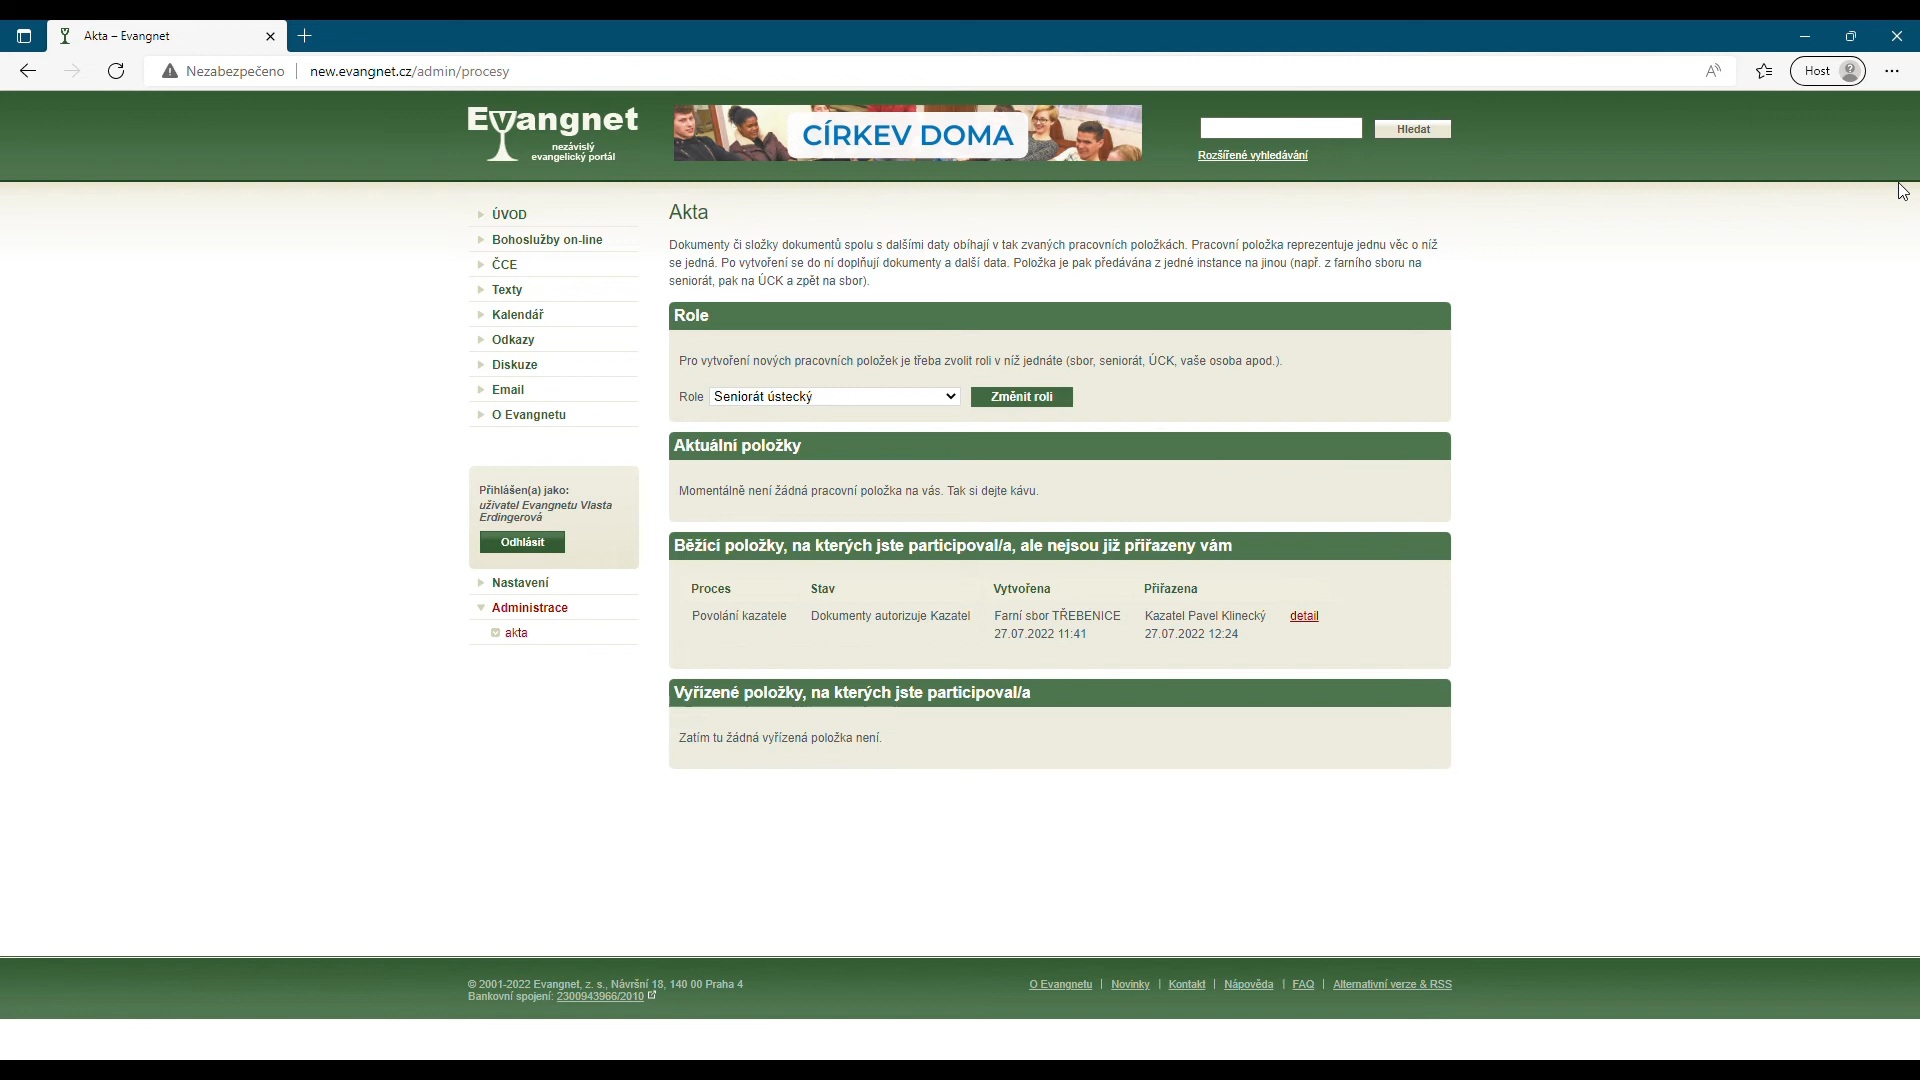 Akta – Evangnet
Nezabezpečeno
new.evangnet.cz/admin/procesy
Host
Evangnet
nezávislý
evangelický portál
CÍRKEV DOMA
Hledat
Rozšířené vyhledávání
ÚVOD
Bohoslužby on-line
ČCE
Texty
Kalendář
Odkazy
Diskuze
Email
O Evangnetu
Přihlášen(a) jako:
uživatel Evangnetu Vlasta
Erdingerová
Odhlásit
Nastavení
Administrace
akta
Akta
Dokumenty či složky dokumentů spolu s dalšími daty obíhají v tak zvaných pracovních položkách. Pracovní položka reprezentuje jednu věc o níž
se jedná. Po vytvoření se do ní doplňují dokumenty a další data. Položka je pak předávána z jedné instance na jinou (např. z farního sboru na
seniorát, pak na ÚCK a zpět na sbor).
Role
Pro vytvoření nových pracovních položek je třeba zvolit roli v níž jednáte (sbor, seniorát, ÚCK, vaše osoba apod.).
Role Seniorát ústecký Změnit roli
Aktuální položky
Momentálně není žádná pracovní položka na vás. Tak si dejte kávu.
Běžící položky, na kterých jste participoval/a, ale nejsou již přiřazeny vám
Proces Stav Vytvořena Přiřazena
Povolání kazatele Dokumenty autorizuje Kazatel Farní sbor TŘEBENICE Kazatel Pavel Klinecký detail
27.07.2022 11:41 27.07.2022 12:24
Vyřízené položky, na kterých jste participoval/a
Zatím tu žádná vyřízená položka není.
© 2001-2022 Evangnet, z. s., Návršní 18, 140 00 Praha 4
Bankovní spojení: 2300943966/2010
O Evangnetu | Novinky | Kontakt | Nápověda | FAQ | Alternativní verze & RSS